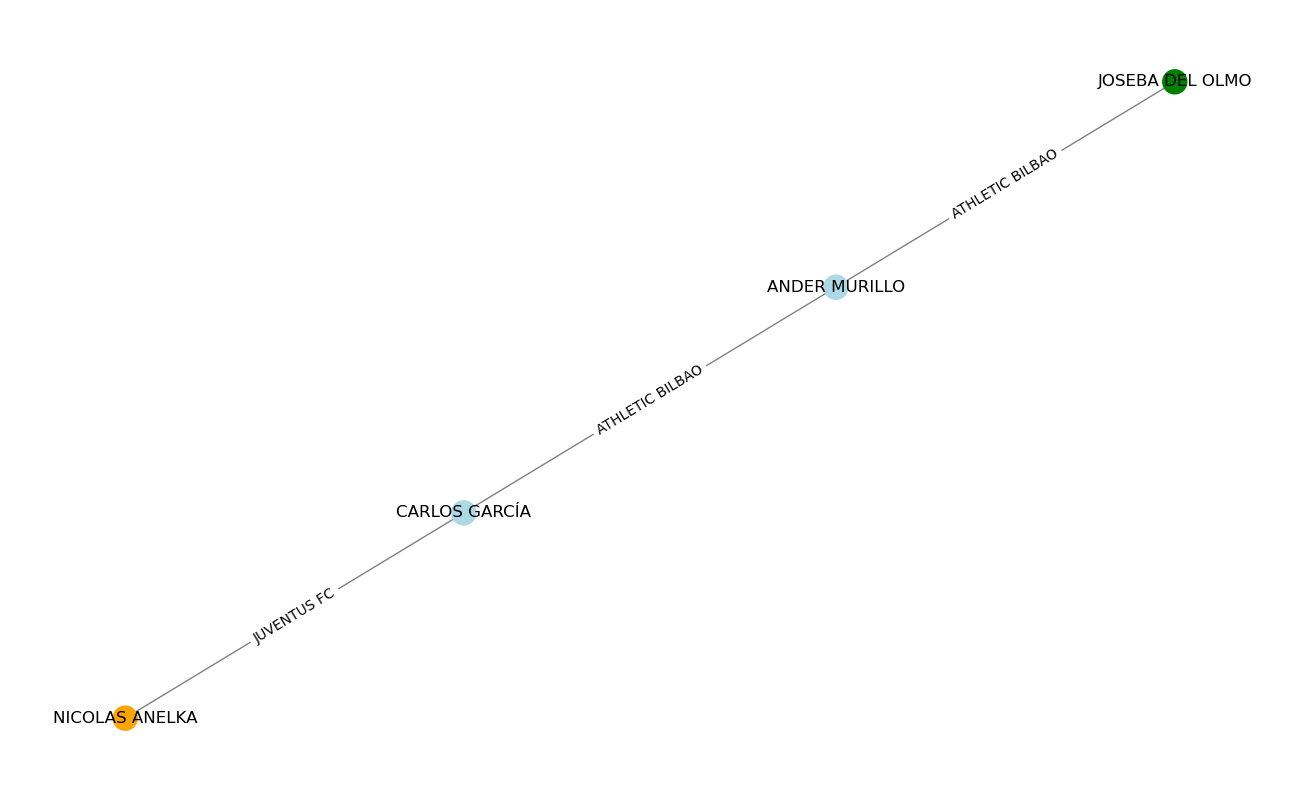 JOSEBA DEL OLMO
ATHLETIC BILBAO
ANDER MURILLO
ATHLETIC BILBAO
CARLOS GARCÍA
JUVENTUS FC
NICOLAS ANELKA